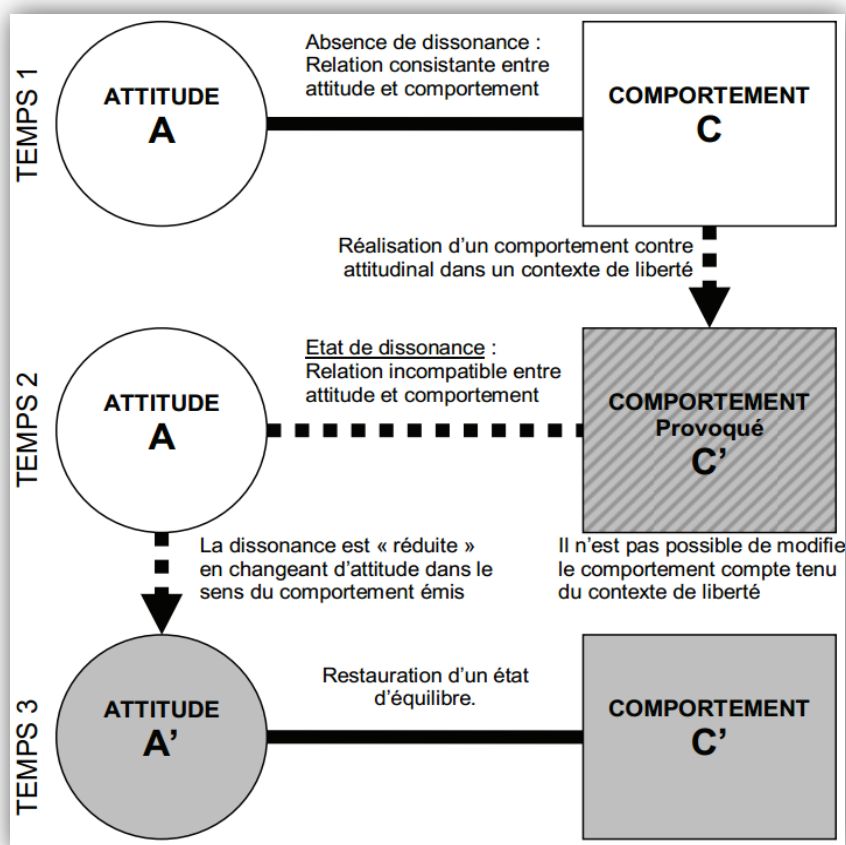 TEMPS 1
ATTITUDE
A
Absence de dissonance :
Relation consistante entre
attitude et comportement
COMPORTEMENT
C
Réalisation d'un comportement contre
attitudinal dans un contexte de liberté
TEMPS 2
ATTITUDE
A
Etat de dissonance :
Relation incompatible entre
attitude et comportement
COMPORTEMENT
Provoqué
C'
La dissonance est « réduite »
en changeant d'attitude dans le
sens du comportement émis
Il n'est pas possible de modifie
le comportement compte tenu
du contexte de liberté
TEMPS 3
ATTITUDE
A'
Restauration d'un état
d'équilibre.
COMPORTEMENT
C'